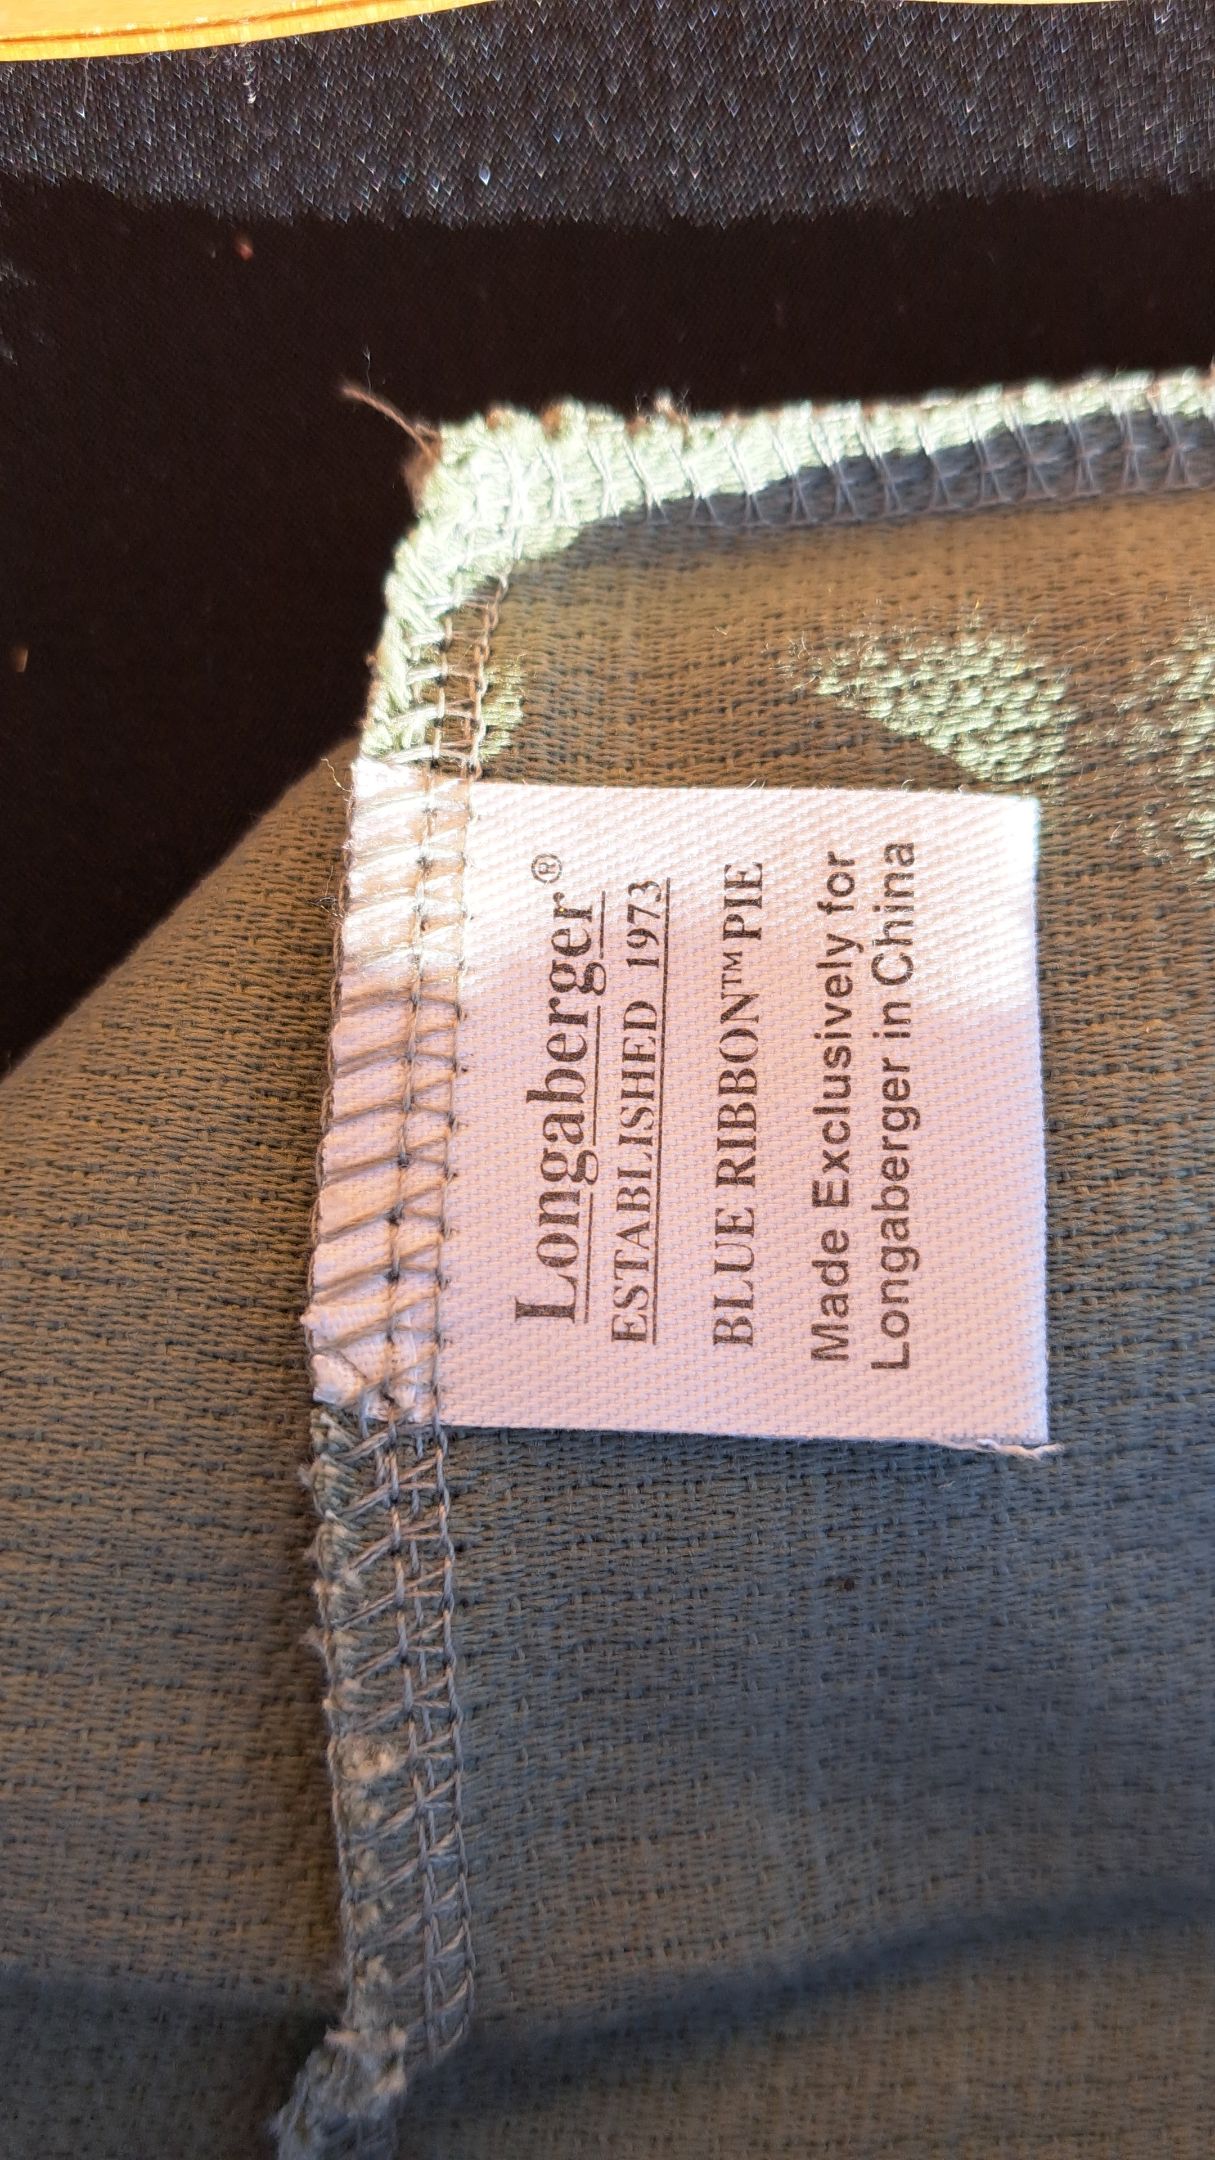 Longaberger®
ESTABLISHED 1973
BLUE RIBBON™ PIE
Made Exclusively for
Longaberger in China